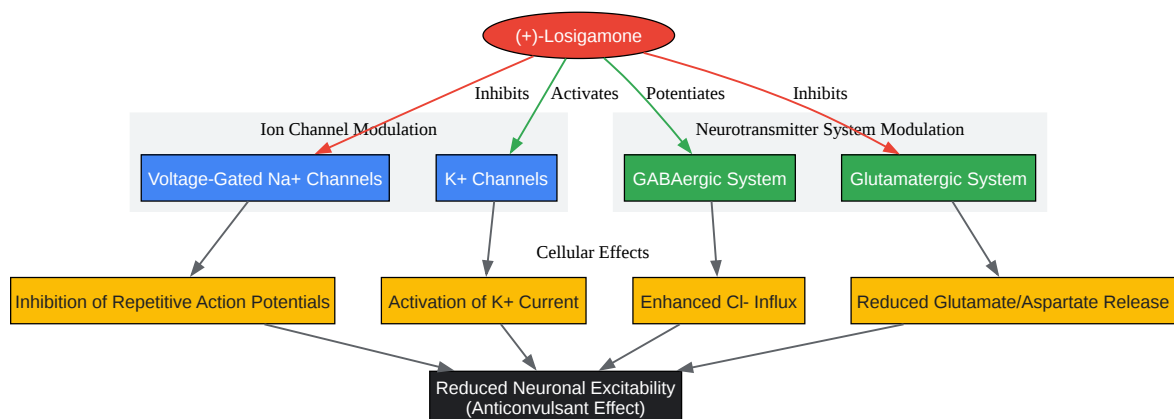 (+)-Losigamone
Inhibits
Activates
Potentiates
Inhibits
Ion Channel Modulation
Neurotransmitter System Modulation
Voltage-Gated Na+ Channels
K+ Channels
GABAergic System
Glutamatergic System
Cellular Effects
Inhibition of Repetitive Action Potentials
Activation of K+ Current
Enhanced Cl- Influx
Reduced Glutamate/Aspartate Release
Reduced Neuronal Excitability
(Anticonvulsant Effect)